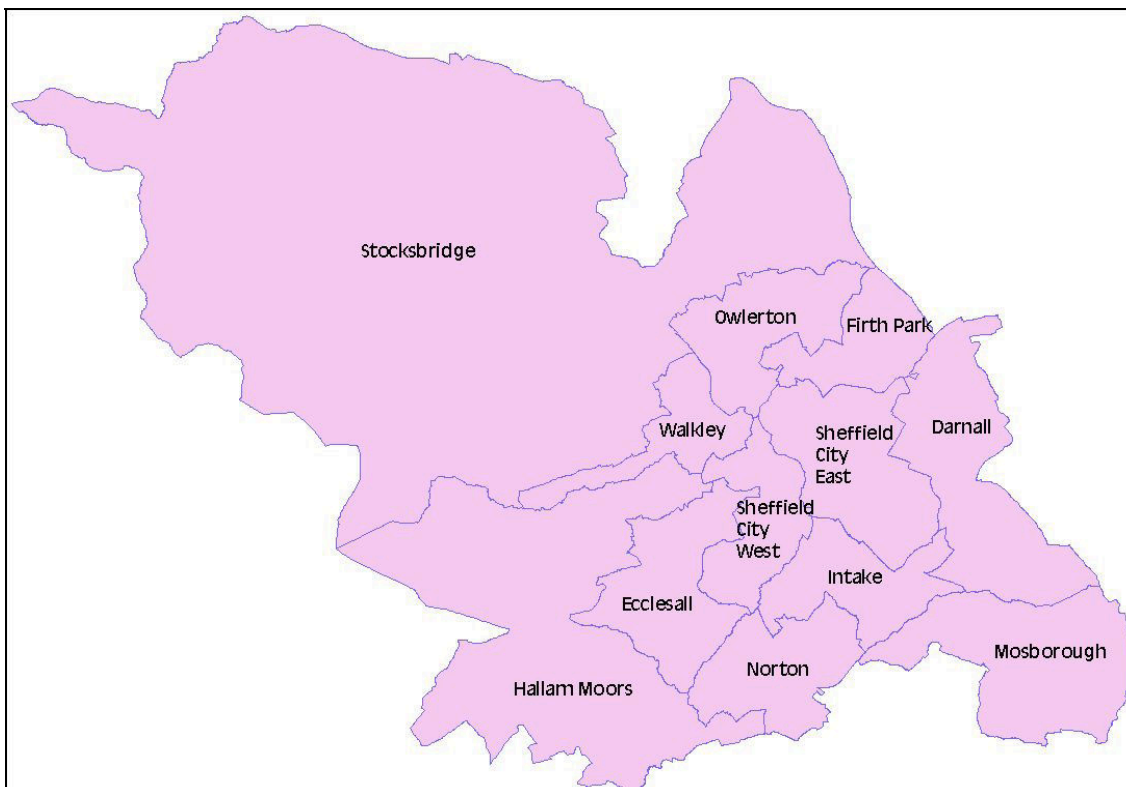 Stocksbridge
Owlerton
Firth Park
Walkley
Sheffield
City
East
Darnall
Sheffield
City
West
Intake
Ecclesall
Mosborough
Norton
Hallam Moors